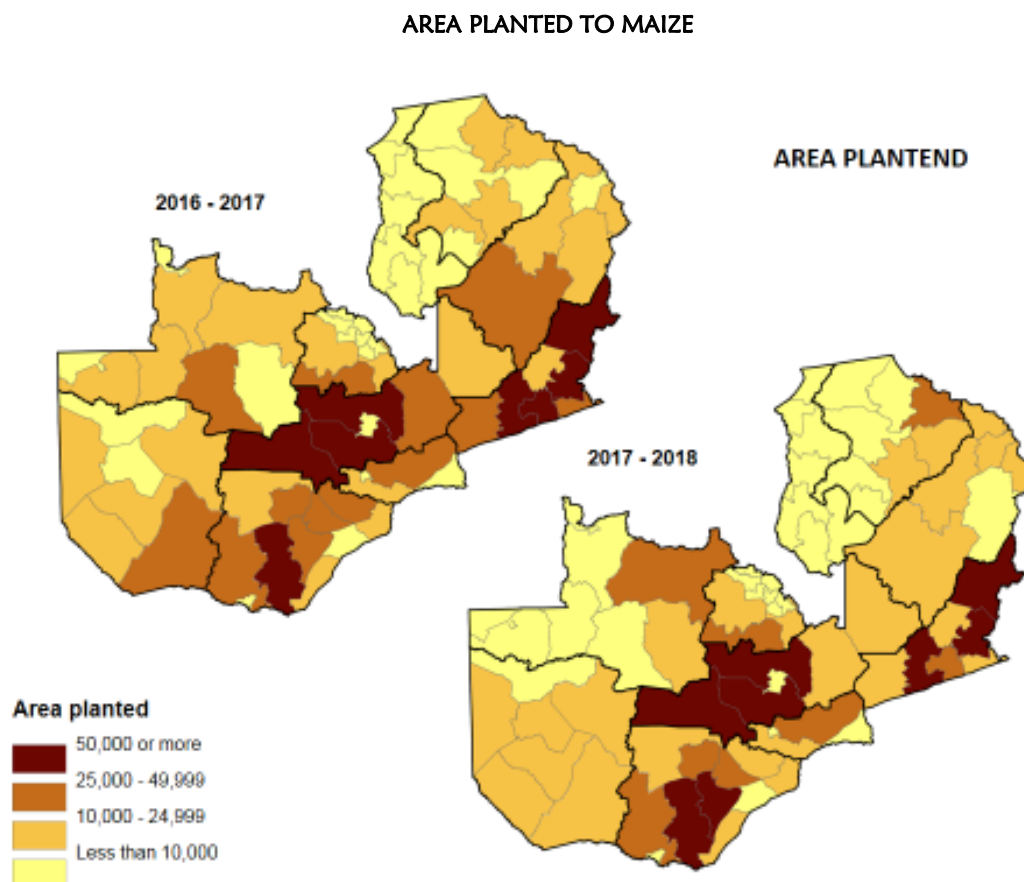 AREA PLANTED TO MAIZE
AREA PLANTEND
2016 - 2017
2017 - 2018
Area planted
50,000 or more
25,000 - 49,999
10,000 - 24,999
Less than 10,000